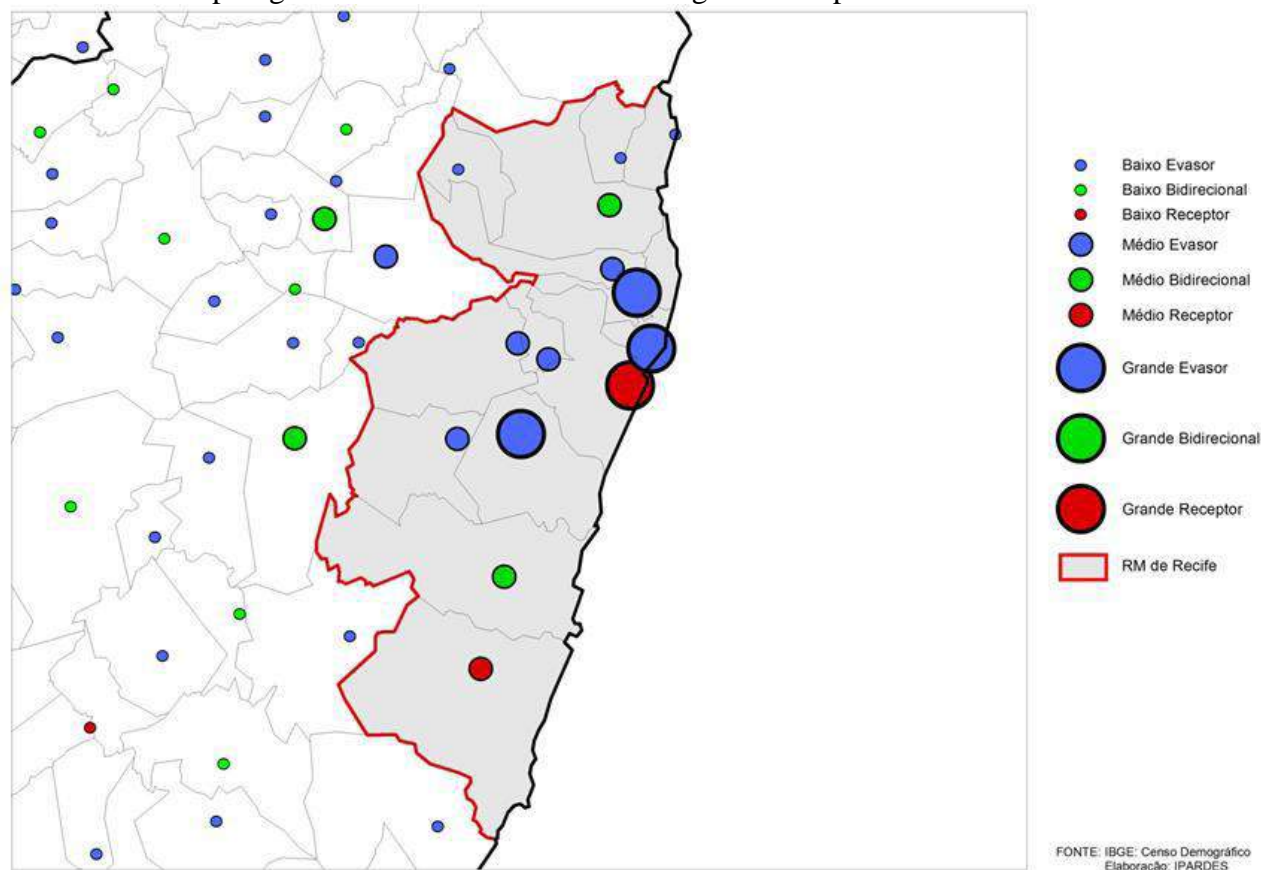 Baixo Evasor
Baixo Bidirecional
Baixo Receptor
Médio Evasor
Médio Bidirecional
Médio Receptor
Grande Evasor
Grande Bidirecional
Grande Receptor
RM de Recife
FONTE: IBGE: Censo Demográfico
Elaboração: IPARDES